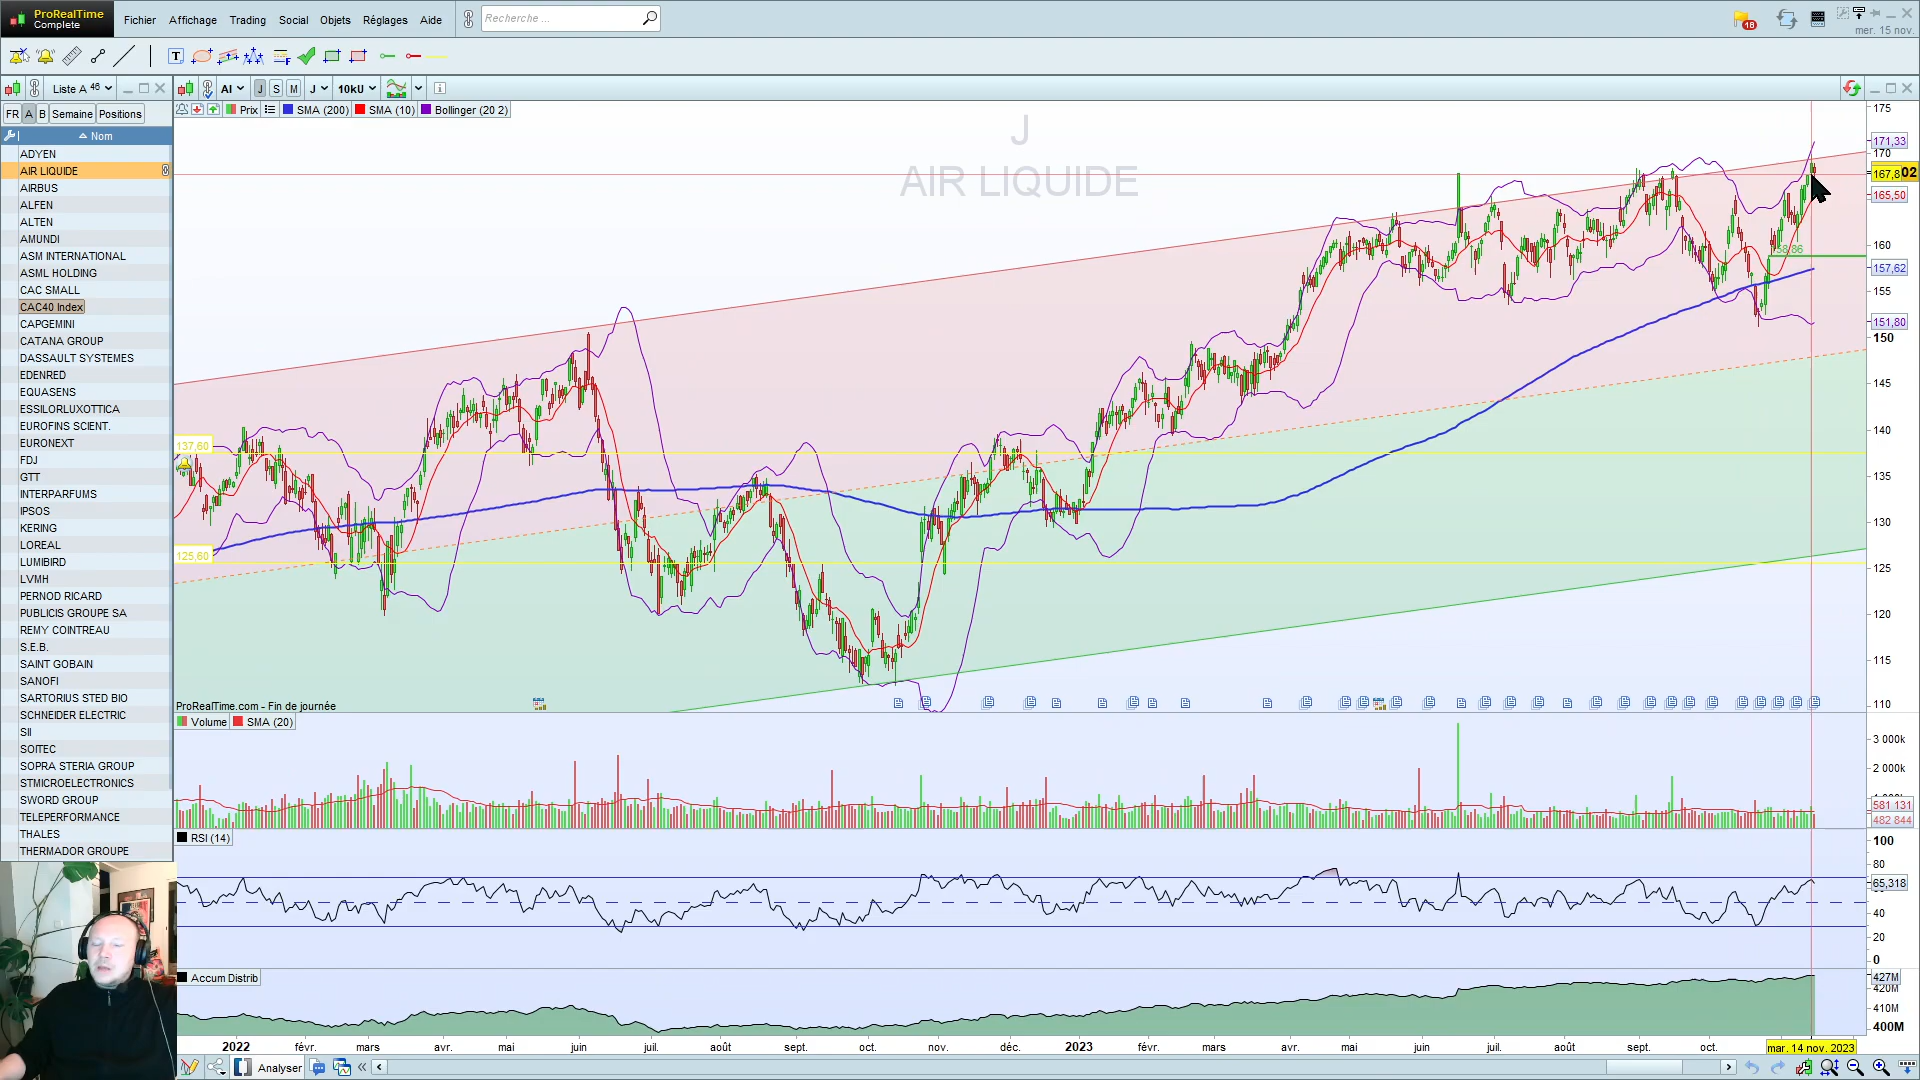 ProRealTime
Complete
Fichier Affichage Trading Social Objets Réglages Aide
Recherche ...
18
mer. 15 nov.
Liste A 46
AI J S M J 10kU
FR A B Semaine Positions
Prix SMA (200) SMA (10) Bollinger (20 2)
Nom
ADYEN
AIR LIQUIDE
AIRBUS
ALFEN
ALTEN
AMUNDI
ASM INTERNATIONAL
ASML HOLDING
CAC SMALL
CAC40 Index
CAPGEMINI
CATANA GROUP
DASSAULT SYSTEMES
EDENRED
EQUASENS
ESSILORLUXOTTICA
EUROFINS SCIENT.
EURONEXT
FDJ
GTT
INTERPARFUMS
IPSOS
KERING
LOREAL
LUMIBIRD
LVMH
PERNOD RICARD
PUBLICIS GROUPE SA
REMY COINTREAU
S.E.B.
SAINT GOBAIN
SANOFI
SARTORIUS STED BIO
SCHNEIDER ELECTRIC
SII
SOITEC
SOPRA STERIA GROUP
STMICROELECTRONICS
SWORD GROUP
TELEPERFORMANCE
THALES
THERMADOR GROUPE
J
AIR LIQUIDE
137,60
125,60
175
171,33
170
167,8
02
165,50
160
157,62
155
151,80
150
145
140
135
130
125
120
115
110
ProRealTime.com - Fin de journée
Volume SMA (20)
3 000k
2 000k
581 131
482 844
RSI (14)
100
80
65,318
40
20
0
Accum Distrib
427M
420M
410M
400M
2022 févr. mars avr. mai juin juil. août sept. oct. nov. déc. 2023 févr. mars avr. mai juin juil. août sept. oct. mar. 14 nov. 2023
Analyser